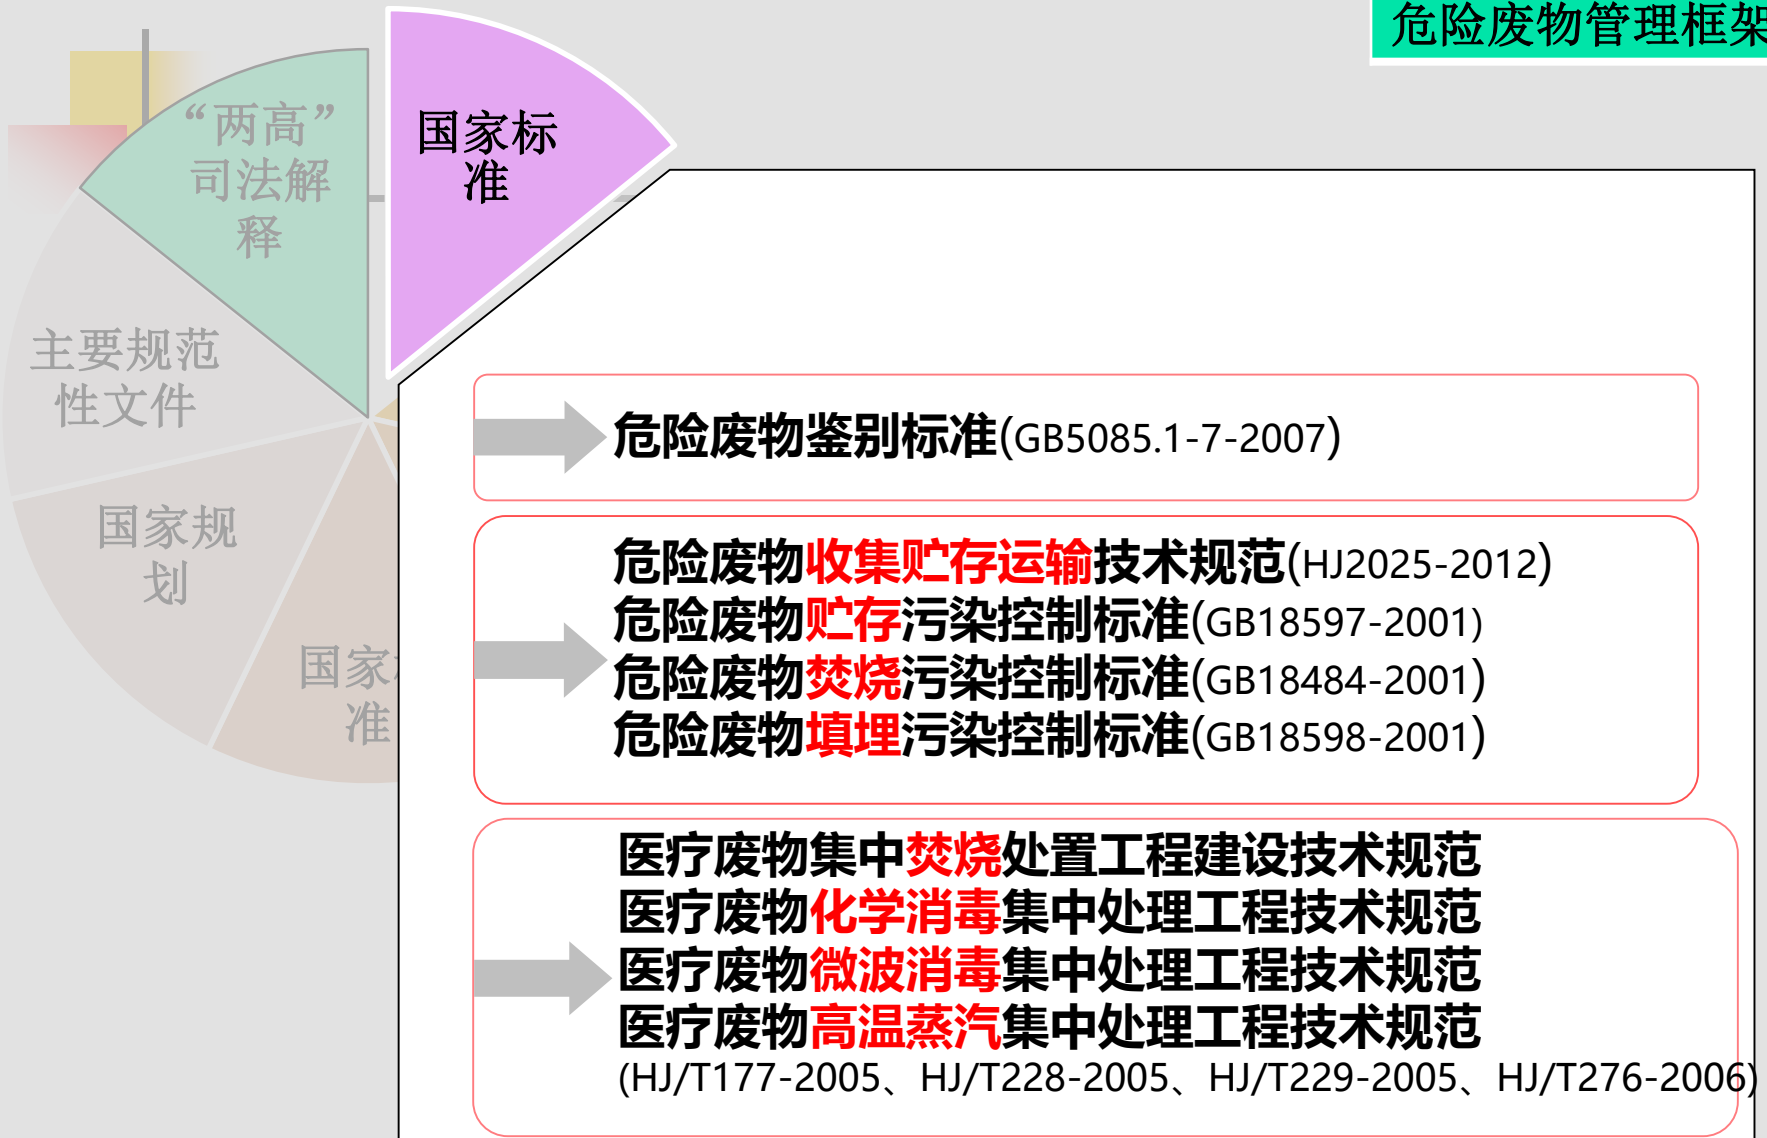 危险废物管理框架
“两高”
司法解
释
国家标
准
主要规范
性文件
国家规
划
国家
准
危险废物鉴别标准(GB5085.1-7-2007)
危险废物收集贮存运输技术规范(HJ2025-2012)
危险废物贮存污染控制标准(GB18597-2001)
危险废物焚烧污染控制标准(GB18484-2001)
危险废物填埋污染控制标准(GB18598-2001)
医疗废物集中焚烧处置工程建设技术规范
医疗废物化学消毒集中处理工程技术规范
医疗废物微波消毒集中处理工程技术规范
医疗废物高温蒸汽集中处理工程技术规范
(HJ/T177-2005、HJ/T228-2005、HJ/T229-2005、HJ/T276-2006)